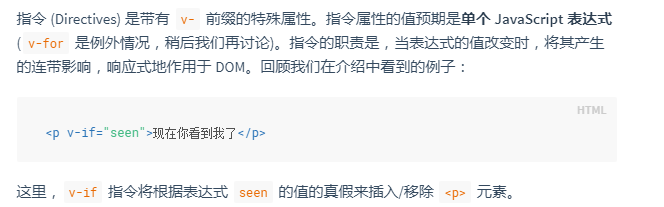 指令 (Directives) 是带有 v- 前缀的特殊属性。指令属性的值预期是单个 JavaScript 表达式
( v-for 是例外情况，稍后我们再讨论)。指令的职责是，当表达式的值改变时，将其产生
的连带影响，响应式地作用于 DOM。回顾我们在介绍中看到的例子：
HTML
<p v-if="seen">现在你看到我了</p>
这里， v-if 指令将根据表达式 seen 的值的真假来插入/移除 <p> 元素。